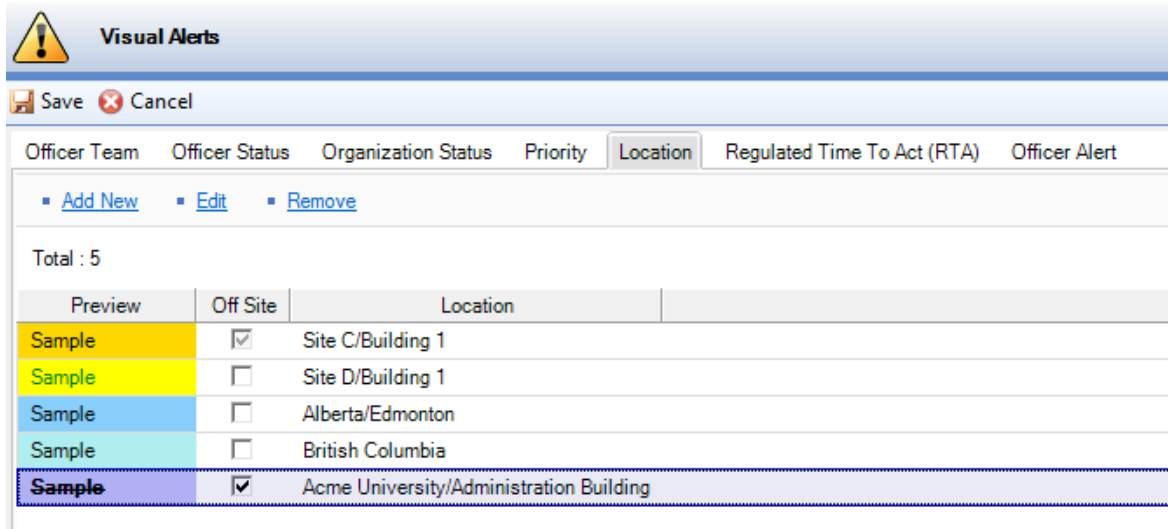 Visual Alerts
Save Cancel
Officer Team Officer Status Organization Status Priority Location Regulated Time To Act (RTA) Officer Alert
Add New Edit Remove
Total : 5
Preview Off Site Location
Sample Site C/Building 1
Sample Site D/Building 1
Sample Alberta/Edmonton
Sample British Columbia
Sample Acme University/Administration Building